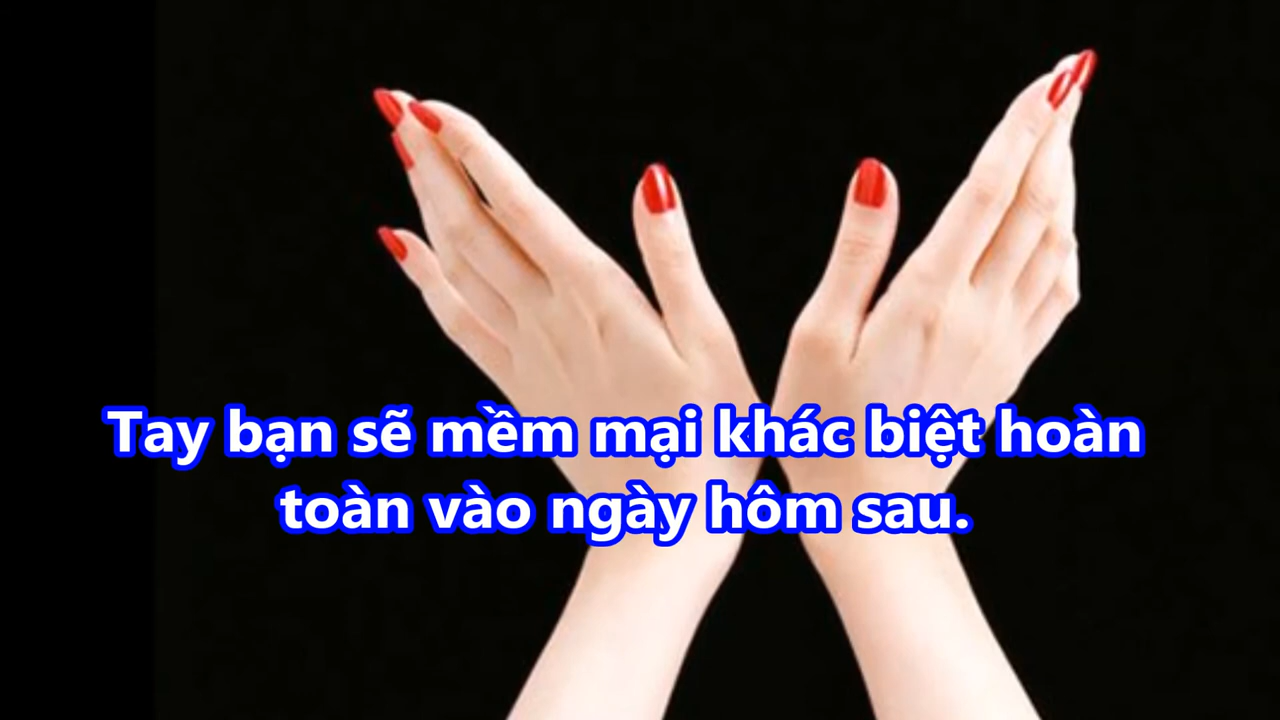 Tay bạn sẽ mềm mại khác biệt hoàn
toàn vào ngày hôm sau.